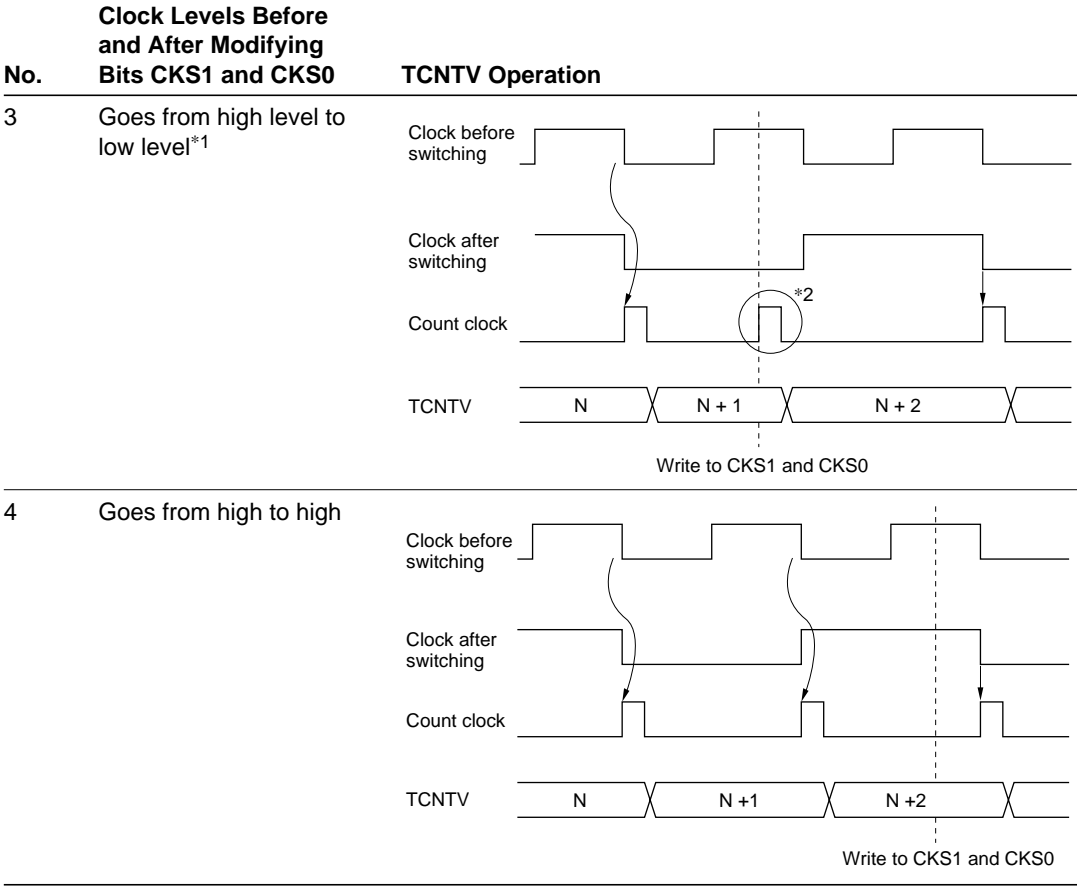 Clock Levels Before
and After Modifying
No. Bits CKS1 and CKS0 TCNTV Operation
3 Goes from high level to
low level*1
Clock before
switching
Clock after
switching
*2
Count clock
TCNTV N N + 1 N + 2
Write to CKS1 and CKS0
4 Goes from high to high
Clock before
switching
Clock after
switching
Count clock
TCNTV N N +1 N +2
Write to CKS1 and CKS0